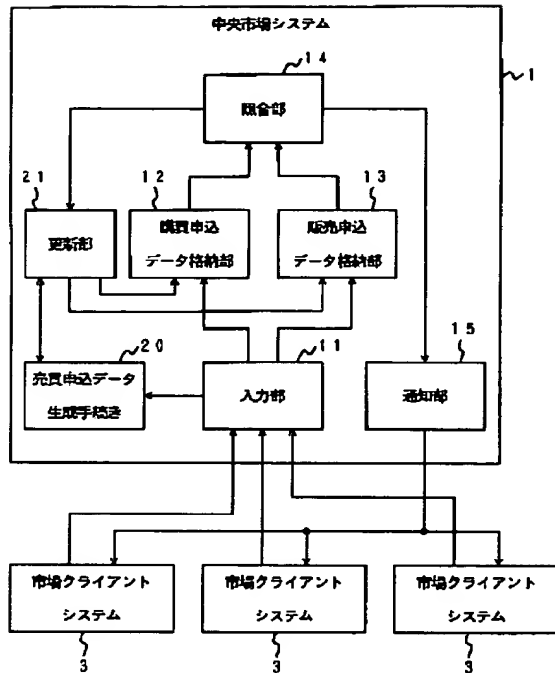 中央市場システム
1
14
照合部
21
12
13
更新部
購買申込
データ格納部
販売申込
データ格納部
20
11
15
売買申込データ
生成手続き
入力部
通知部
市場クライアント
システム
市場クライアント
システム
市場クライアント
システム
3
3
3